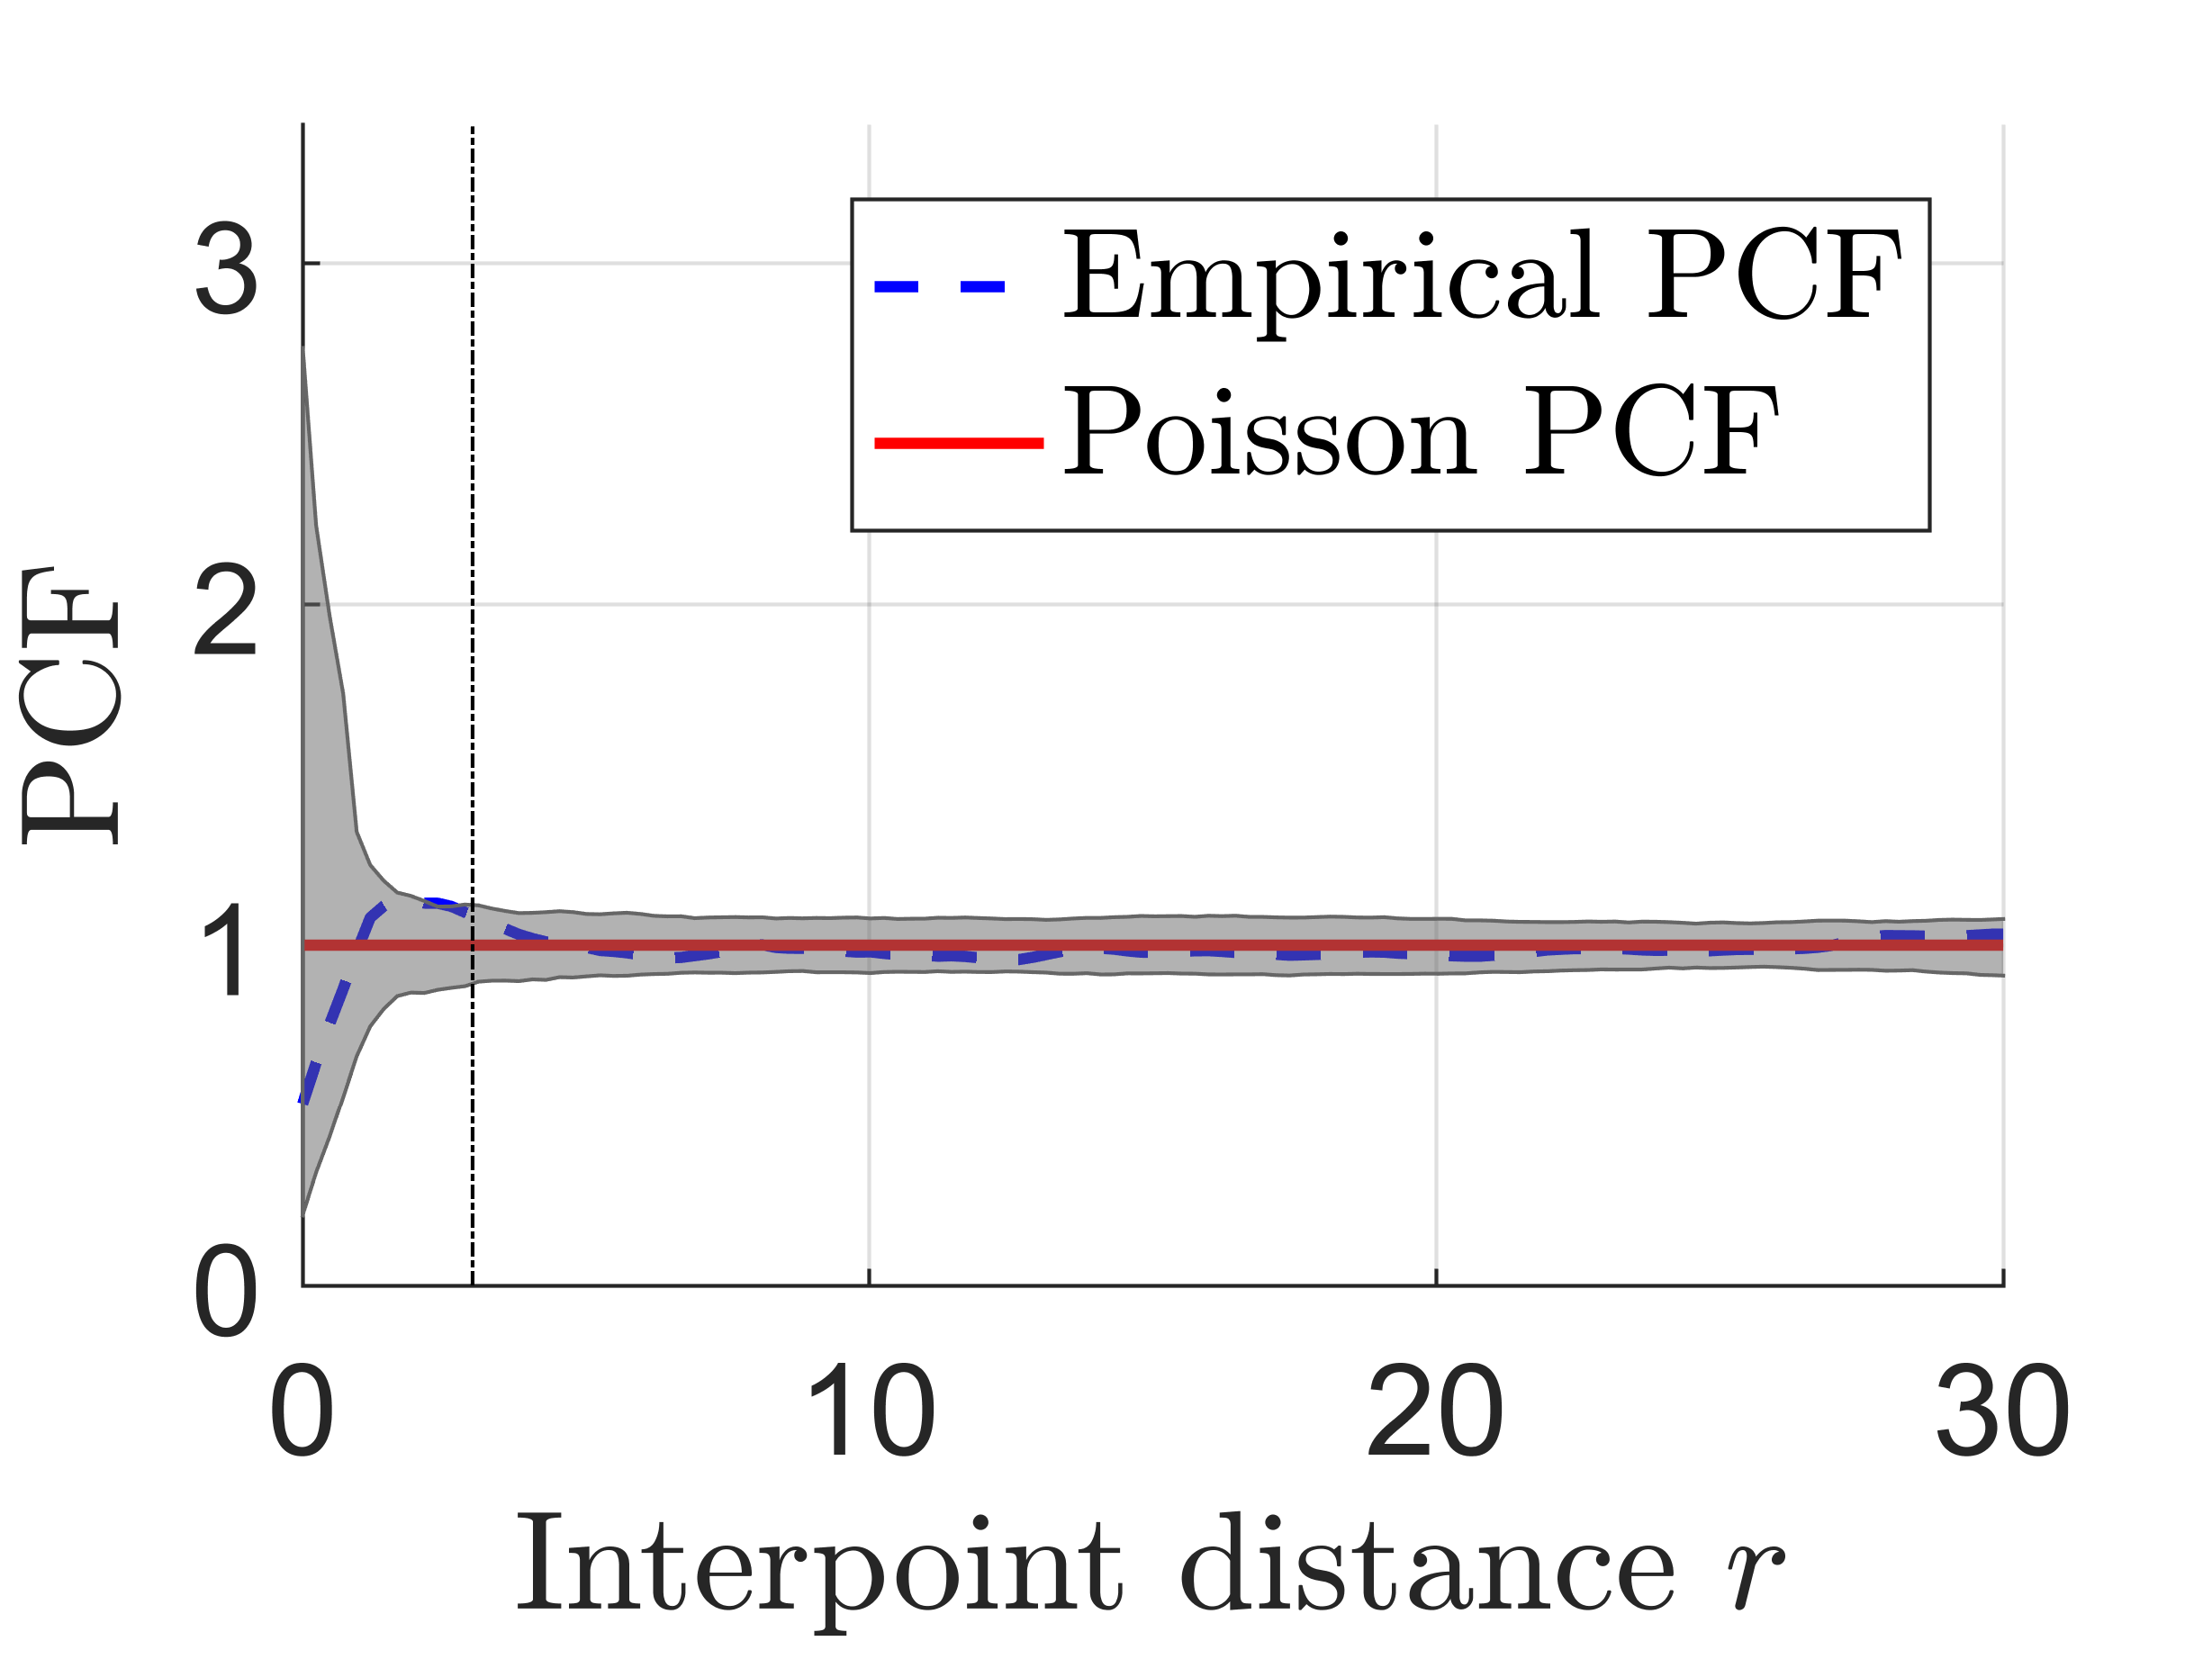 PCF
3
2
1
0
0 10 20 30
Interpoint distance r
Empirical PCF
Poisson PCF